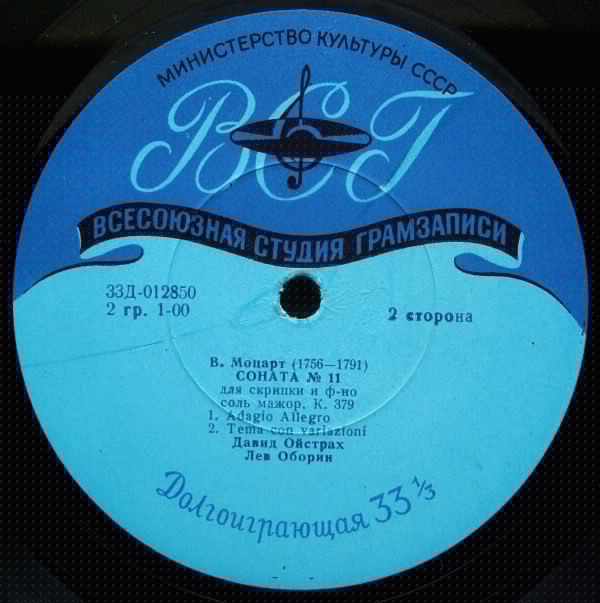 МИНИСТЕРСТВО КУЛЬТУРЫ СССР
ВСГ
ВСЕСОЮЗНАЯ СТУДИЯ ГРАМЗАПИСИ
33Д-012850
2 гр. 1-00
2 сторона
В. Моцарт (1756—1791)
СОНАТА № 11
для скрипки и ф-но
соль мажор, К. 379
1. Adagio Allegro
2. Tema con variazioni
Давид Ойстрах
Лев Оборин
Долгоиграющая 33 1/3